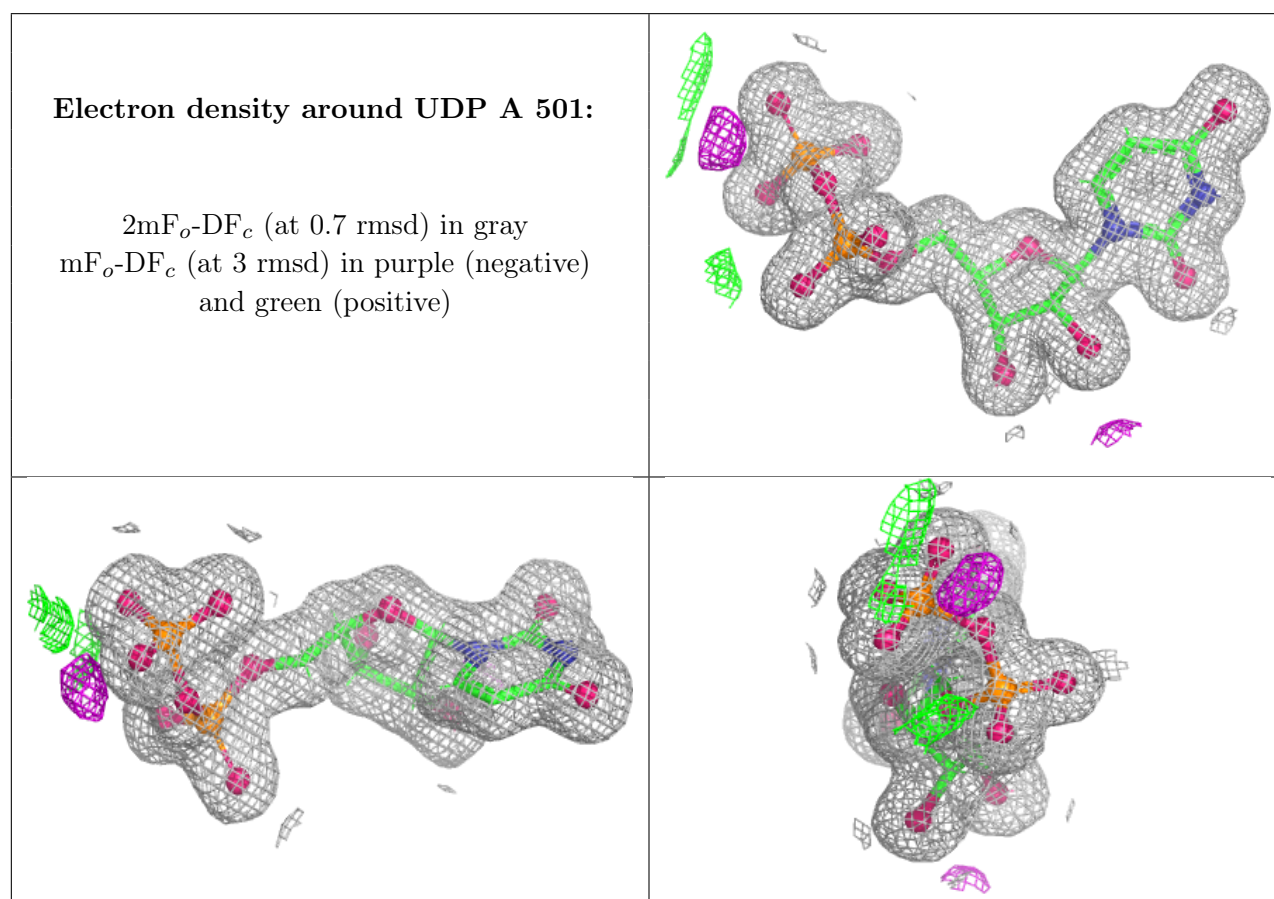 Electron density around UDP A 501:
2mFo-DFc (at 0.7 rmsd) in gray
mFo-DFc (at 3 rmsd) in purple (negative)
and green (positive)